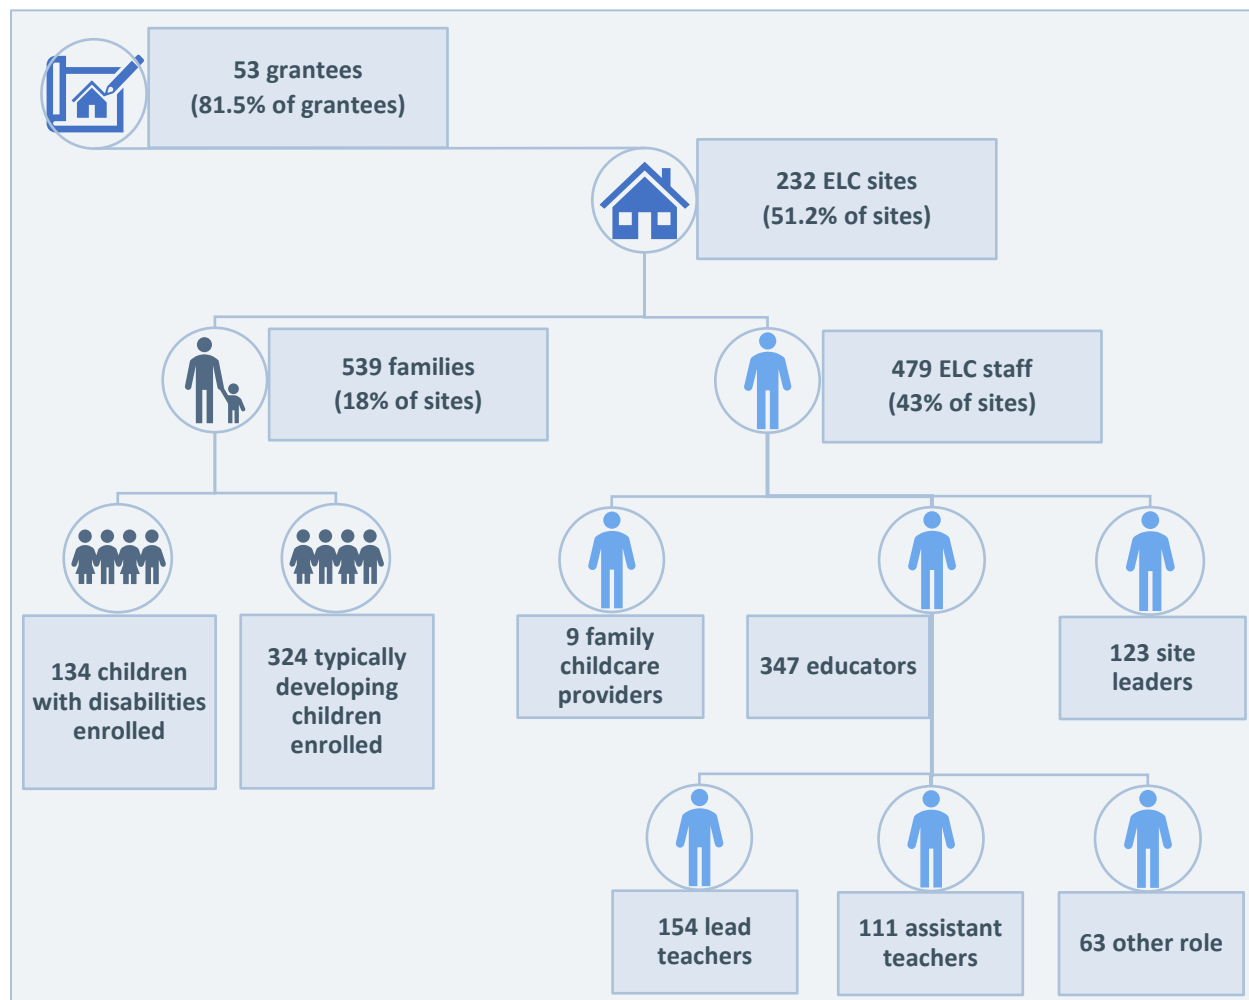 53 grantees
(81.5% of grantees)
232 ELC sites
(51.2% of sites)
539 families
(18% of sites)
479 ELC staff
(43% of sites)
134 children
with disabilities
enrolled
324 typically
developing
children
enrolled
9 family
childcare
providers
347 educators
123 site
leaders
154 lead
teachers
111 assistant
teachers
63 other role